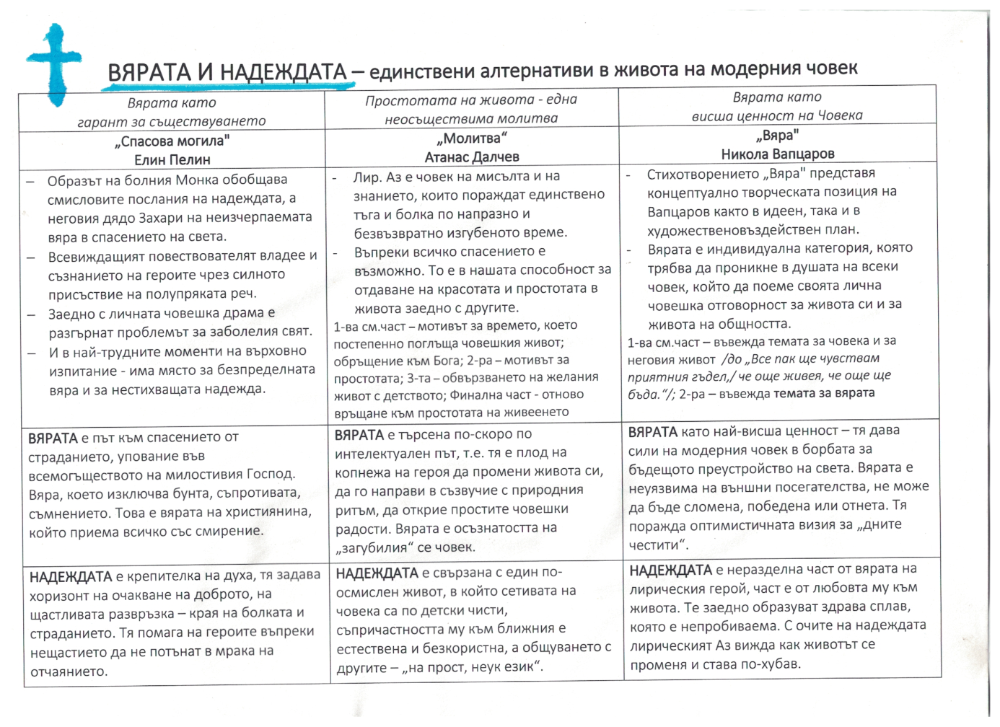 ВЯРАТА И НАДЕЖДАТА – единствени алтернативи в живота на модерния човек
Вярата като
гарант за съществуването
Простотата на живота - една
неосъществима молитва
Вярата като
висша ценност на Човека
„Спасова могила"
Елин Пелин
„Молитва“
Атанас Далчев
„Вяра"
Никола Вапцаров
– Образът на болния Монка обобщава
смисловите послания на надеждата, а
неговия дядо Захари на неизчерпаемата
вяра в спасението на света.
– Всевиждащият повествователят владее и
съзнанието на героите чрез силното
присъствие на полупряката реч.
– Заедно с личната човешка драма е
разгърнат проблемът за заболелия свят.
– И в най-трудните моменти на върховно
изпитание - има място за безпределната
вяра и за нестихващата надежда.
- Лир. Аз е човек на мисълта и на
знанието, които пораждат единствено
тъга и болка по напразно и
безвъзвратно изгубеното време.
- Въпреки всичко спасението е
възможно. То е в нашата способност за
отдаване на красотата и простотата в
живота заедно с другите.
1-ва см.част – мотивът за времето, което
постепенно поглъща човешкия живот;
обръщение към Бога; 2-ра – мотивът за
простотата; 3-та – обвързването на желания
живот с детството; Финална част - отново
връщане към простотата на живеенето
- Стихотворението „Вяра" представя
концептуално творческата позиция на
Вапцаров както в идеен, така и в
художественовъздействен план.
- Вярата е индивидуална категория, която
трябва да проникне в душата на всеки
човек, който да поеме своята лична
човешка отговорност за живота си и за
живота на общността.
1-ва см.част – въвежда темата за човека и за
неговия живот /до „Все пак ще чувствам
приятния гъдел,/ че още живея, че още ще
бъда.“/; 2-ра – въвежда темата за вярата
ВЯРАТА е път към спасението от
страданието, упование във
всемогъществото на милостивия Господ.
Вяра, което изключва бунта, съпротивата,
съмнението. Това е вярата на християнина,
който приема всичко със смирение.
ВЯРАТА е търсена по-скоро по
интелектуален път, т.е. тя е плод на
копнежа на героя да промени живота си,
да го направи в съзвучие с природния
ритъм, да открие простите човешки
радости. Вярата е осъзнатостта на
„загубилия“ се човек.
ВЯРАТА като най-висша ценност – тя дава
сили на модерния човек в борбата за
бъдещото преустройство на света. Вярата е
неуязвима на външни посегателства, не може
да бъде сломена, победена или отнета. Тя
поражда оптимистичната визия за „дните
честити“.
НАДЕЖДАТА е крепителка на духа, тя задава
хоризонт на очакване на доброто, на
щастливата развръзка – края на болката и
страданието. Тя помага на героите въпреки
нещастието да не потънат в мрака на
отчаянието.
НАДЕЖДАТА е свързана с един по-
осмислен живот, в който сетивата на
човека са по детски чисти,
съпричастността му към ближния е
естествена и безкористна, а общуването с
другите – „на прост, неук език“.
НАДЕЖДАТА е неразделна част от вярата на
лирическия герой, част е от любовта му към
живота. Те заедно образуват здрава сплав,
която е непробиваема. С очите на надеждата
лирическият Аз вижда как животът се
променя и става по-хубав.